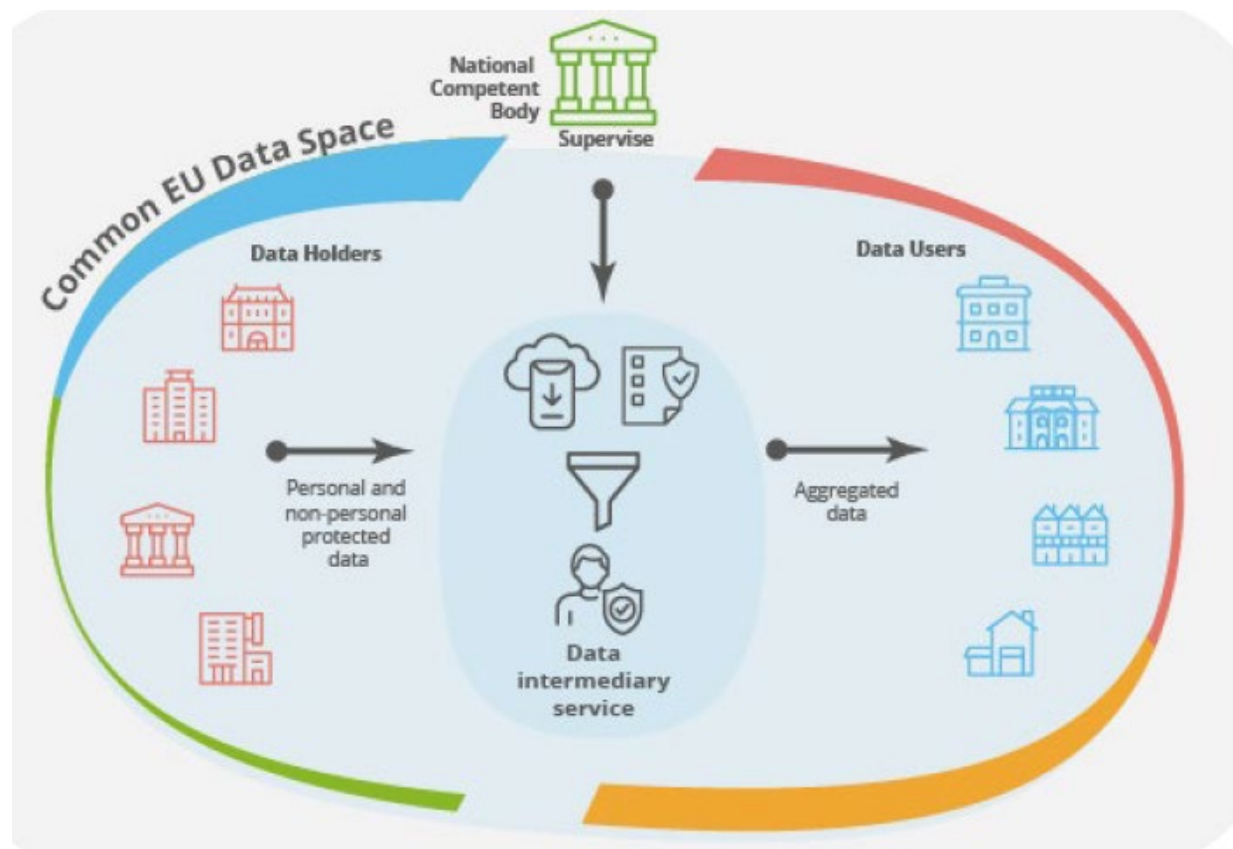 National
Competent
Body
Supervise
Common EU Data Space
Data Holders
Data Users
Personal and
non-personal
protected
data
Aggregated
data
Data
intermediary
service